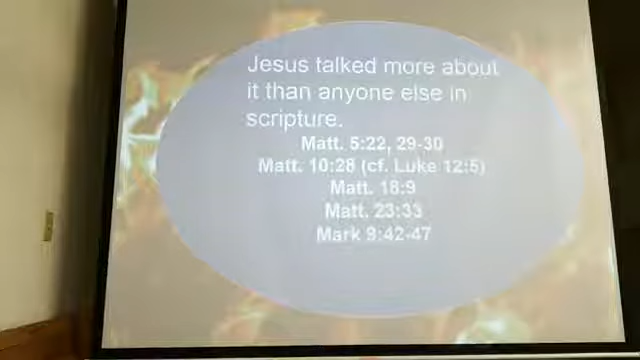 Jesus talked more about
it than anyone else in
scripture.
Matt. 5:22, 29-30
Matt. 10:28 (cf. Luke 12:5)
Matt. 18:9
Matt. 23:33
Mark 9:42-47